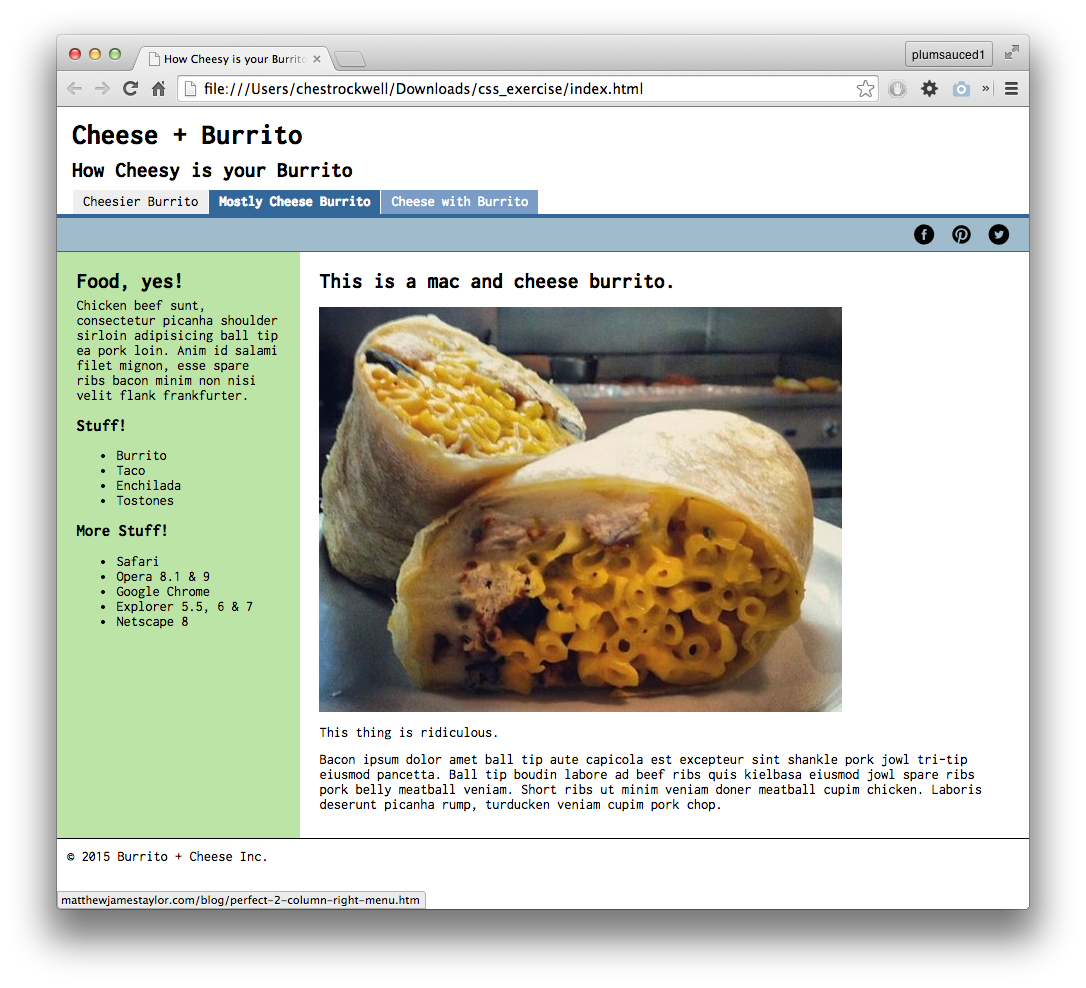 How Cheesy is your Burrito
plumsauced1
file:///Users/chestrockwell/Downloads/css_exercise/index.html
»
Cheese + Burrito
How Cheesy is your Burrito
Cheesier Burrito Mostly Cheese Burrito Cheese with Burrito
Food, yes!
Chicken beef sunt,
consectetur picanha shoulder
sirloin adipisicing ball tip
ea pork loin. Anim id salami
filet mignon, esse spare
ribs bacon minim non nisi
velit flank frankfurter.
Stuff!
• Burrito
• Taco
• Enchilada
• Tostones
More Stuff!
• Safari
• Opera 8.1 & 9
• Google Chrome
• Explorer 5.5, 6 & 7
• Netscape 8
This is a mac and cheese burrito.
This thing is ridiculous.
Bacon ipsum dolor amet ball tip aute capicola est excepteur sint shankle pork jowl tri-tip
eiusmod pancetta. Ball tip boudin labore ad beef ribs quis kielbasa eiusmod jowl spare ribs
pork belly meatball veniam. Short ribs ut minim veniam doner meatball cupim chicken. Laboris
deserunt picanha rump, turducken veniam cupim pork chop.
© 2015 Burrito + Cheese Inc.
matthewjamestaylor.com/blog/perfect-2-column-right-menu.htm